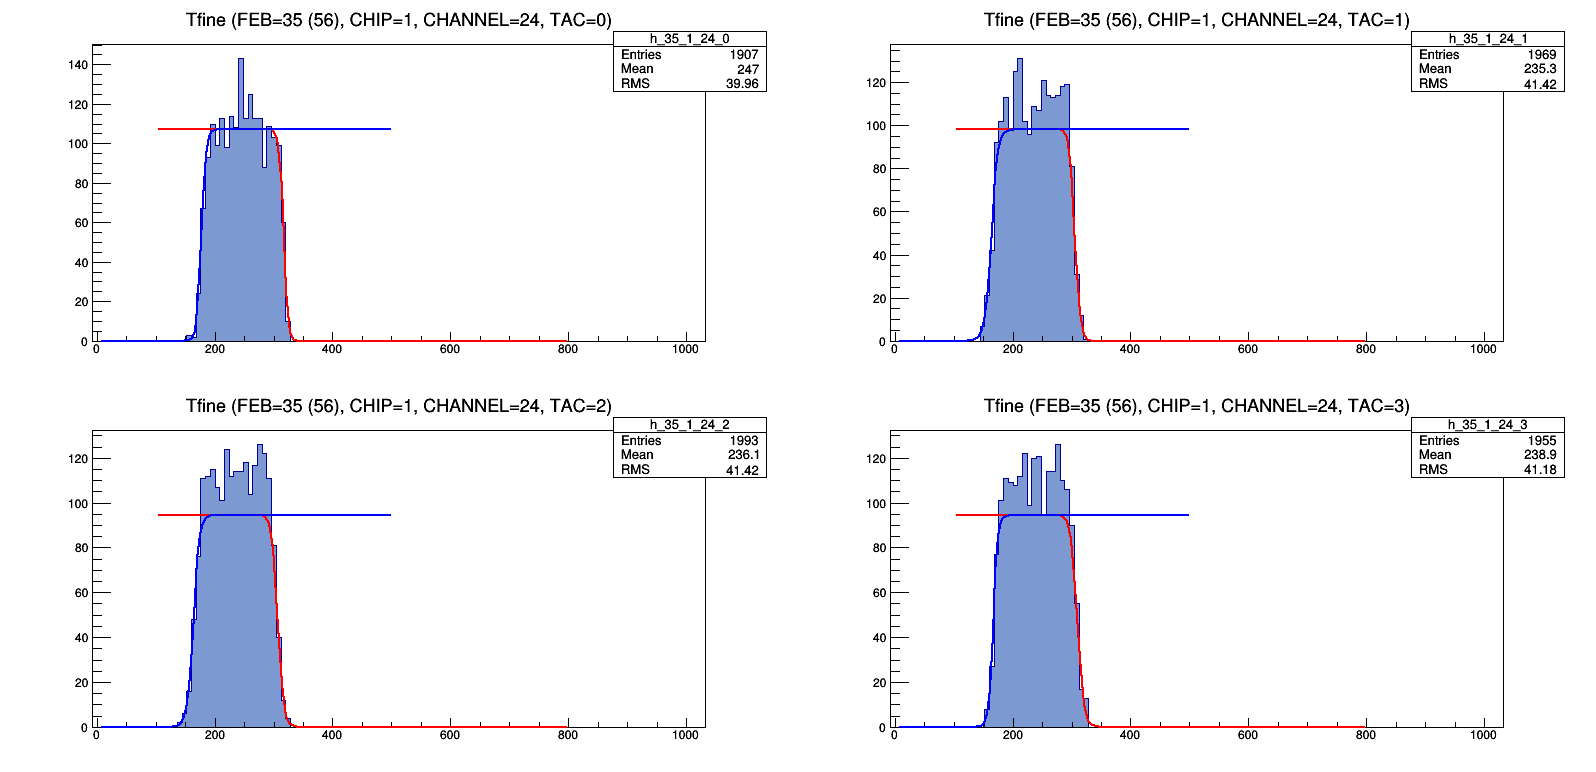 Tfine (FEB=35 (56), CHIP=1, CHANNEL=24, TAC=0)
h_35_1_24_0
Entries 1907
Mean 247
RMS 39.96
140
120
100
80
60
40
20
0
0 200 400 600 800 1000
Tfine (FEB=35 (56), CHIP=1, CHANNEL=24, TAC=1)
h_35_1_24_1
Entries 1969
Mean 235.3
RMS 41.42
120
100
80
60
40
20
0
0 200 400 600 800 1000
Tfine (FEB=35 (56), CHIP=1, CHANNEL=24, TAC=2)
h_35_1_24_2
Entries 1993
Mean 236.1
RMS 41.42
120
100
80
60
40
20
0
0 200 400 600 800 1000
Tfine (FEB=35 (56), CHIP=1, CHANNEL=24, TAC=3)
h_35_1_24_3
Entries 1955
Mean 238.9
RMS 41.18
120
100
80
60
40
20
0
0 200 400 600 800 1000